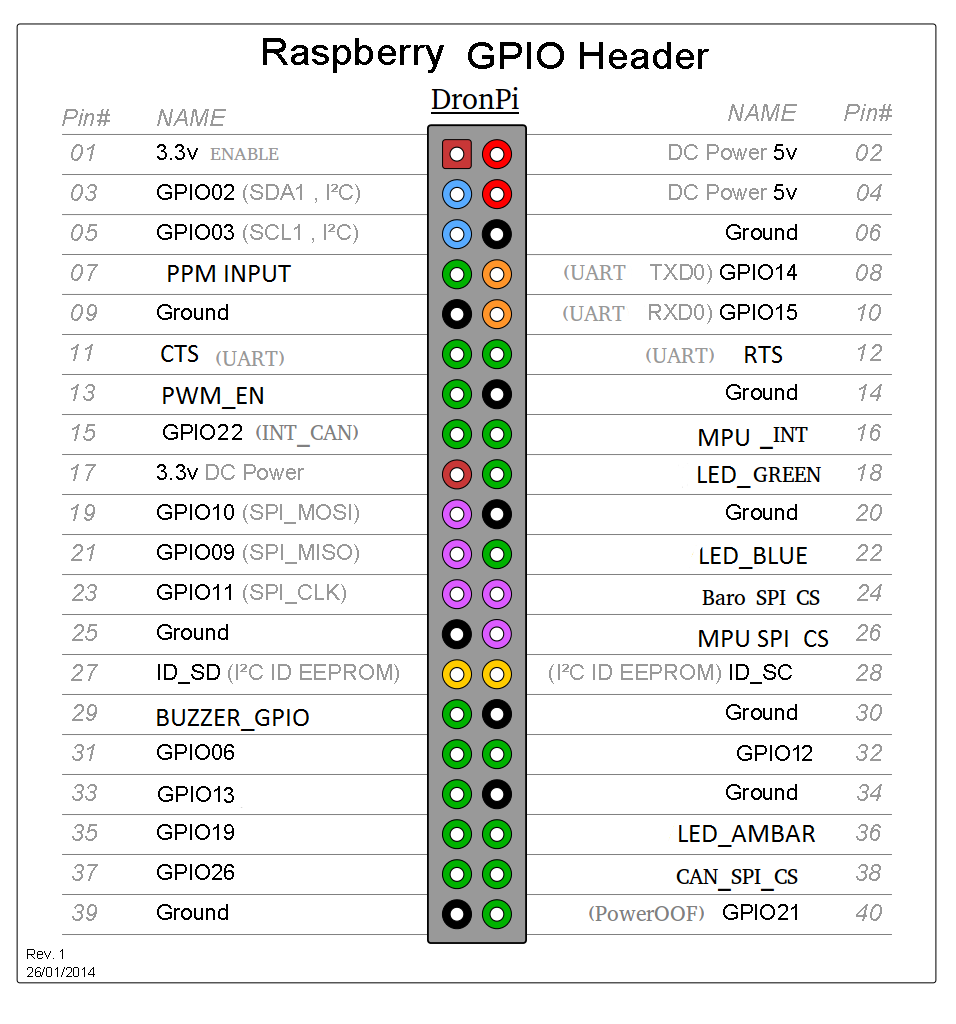 Raspberry GPIO Header
DronPi
Pin# NAME NAME Pin#
01 3.3v ENABLE DC Power 5v 02
03 GPIO02 (SDA1 , I²C) DC Power 5v 04
05 GPIO03 (SCL1 , I²C) Ground 06
07 PPM INPUT (UART TXD0) GPIO14 08
09 Ground (UART RXD0) GPIO15 10
11 CTS (UART) (UART) RTS 12
13 PWM_EN Ground 14
15 GPIO22 (INT_CAN) MPU _INT 16
17 3.3v DC Power LED_GREEN 18
19 GPIO10 (SPI_MOSI) Ground 20
21 GPIO09 (SPI_MISO) LED_BLUE 22
23 GPIO11 (SPI_CLK) Baro SPI CS 24
25 Ground MPU SPI CS 26
27 ID_SD (I²C ID EEPROM) (I²C ID EEPROM) ID_SC 28
29 BUZZER_GPIO Ground 30
31 GPIO06 GPIO12 32
33 GPIO13 Ground 34
35 GPIO19 LED_AMBAR 36
37 GPIO26 CAN_SPI_CS 38
39 Ground (PowerOOF) GPIO21 40
Rev. 1
26/01/2014